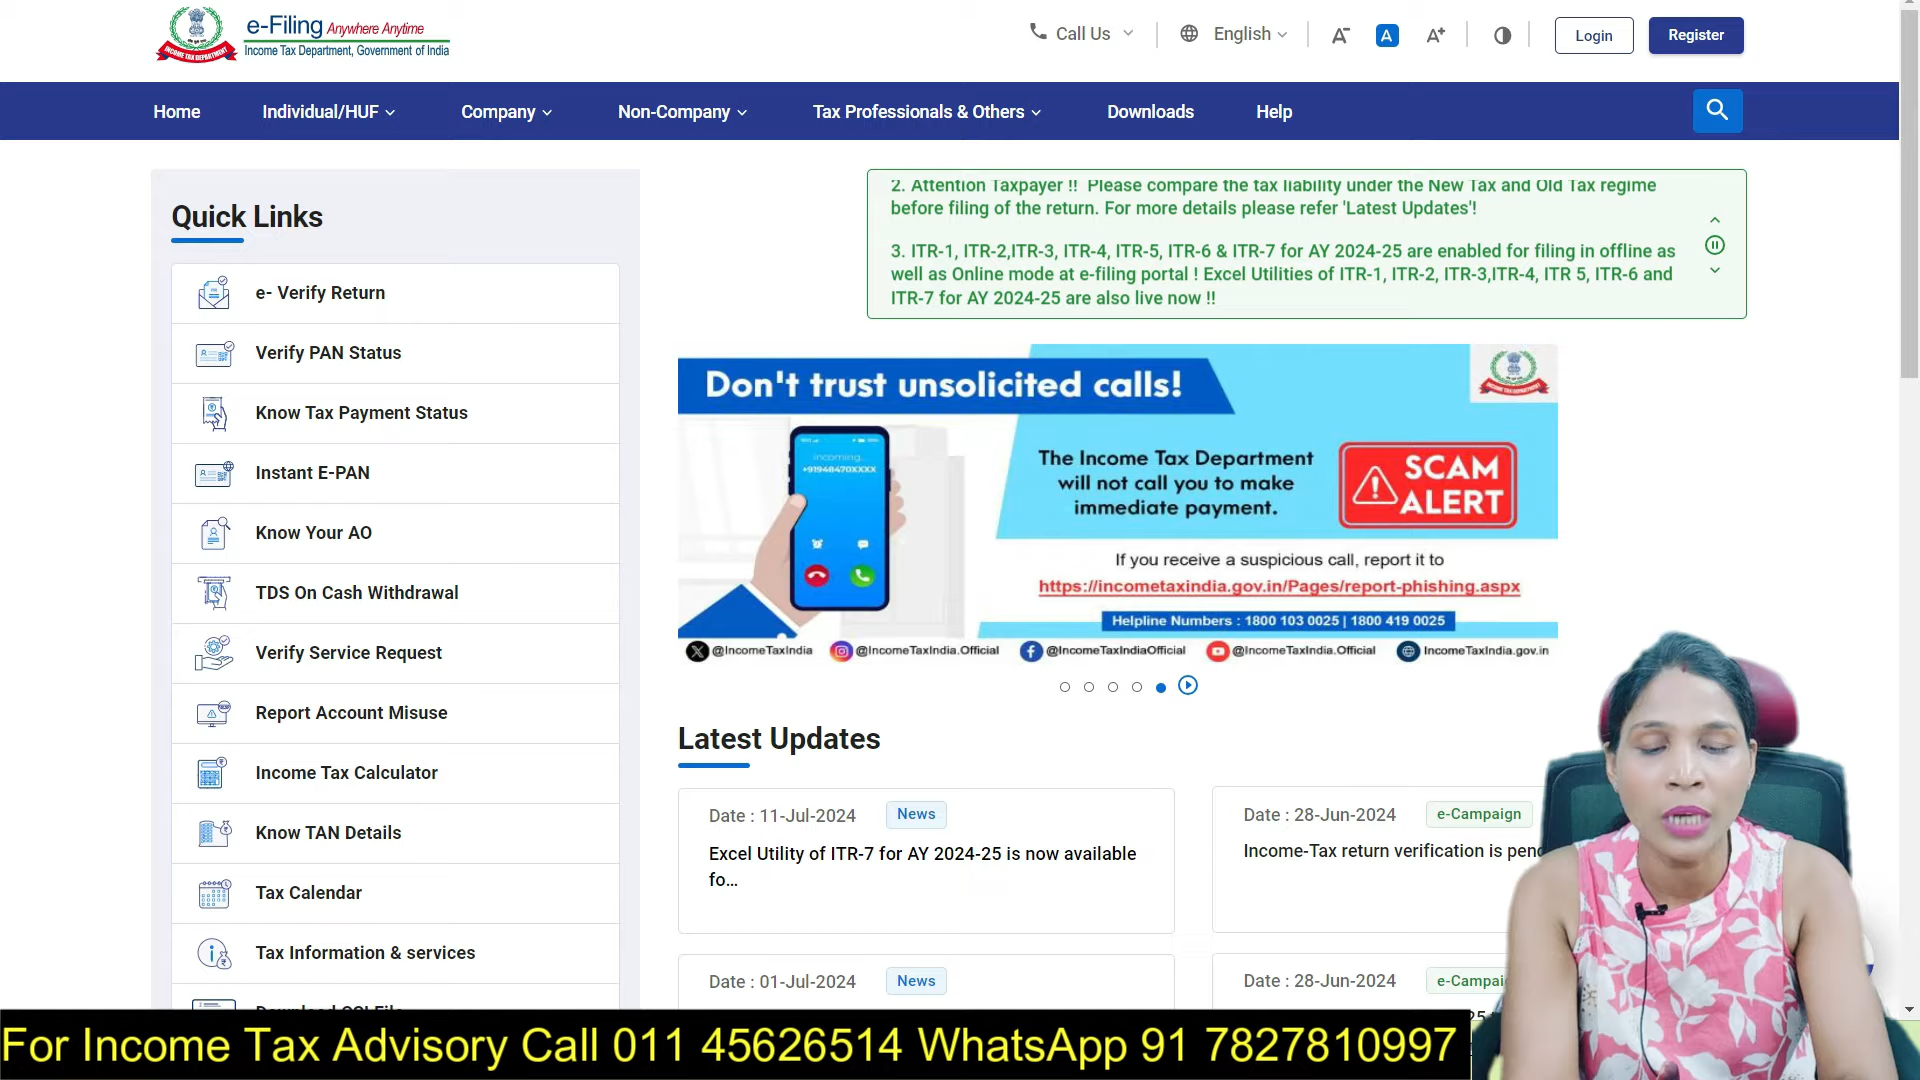 e-Filing Anywhere Anytime
Income Tax Department, Government of India
INCOME TAX DEPARTMENT
Call Us
English
A-
A
A+
Login
Register
Home
Individual/HUF
Company
Non-Company
Tax Professionals & Others
Downloads
Help
Quick Links
e- Verify Return
Verify PAN Status
Know Tax Payment Status
Instant E-PAN
Know Your AO
TDS On Cash Withdrawal
Verify Service Request
Report Account Misuse
Income Tax Calculator
Know TAN Details
Tax Calendar
Tax Information & services
2. Attention Taxpayer !! Please compare the tax liability under the New Tax and Old Tax regime
before filing of the return. For more details please refer 'Latest Updates'!
3. ITR-1, ITR-2,ITR-3, ITR-4, ITR-5, ITR-6 & ITR-7 for AY 2024-25 are enabled for filing in offline as
well as Online mode at e-filing portal ! Excel Utilities of ITR-1, ITR-2, ITR-3,ITR-4, ITR 5, ITR-6 and
ITR-7 for AY 2024-25 are also live now !!
Don't trust unsolicited calls!
incoming...
+91948470XXXX
The Income Tax Department
will not call you to make
immediate payment.
SCAM
ALERT
If you receive a suspicious call, report it to
https://incometaxindia.gov.in/Pages/report-phishing.aspx
Helpline Numbers : 1800 103 0025 | 1800 419 0025
@IncomeTaxIndia
@IncomeTaxIndia.Official
@IncomeTaxIndiaOfficial
@IncomeTaxIndia.Official
IncomeTaxIndia.gov.in
Latest Updates
Date : 11-Jul-2024 News
Excel Utility of ITR-7 for AY 2024-25 is now available
fo...
Date : 28-Jun-2024 e-Campaign
Income-Tax return verification is pen
Date : 01-Jul-2024 News
Date : 28-Jun-2024 e-Campai
For Income Tax Advisory Call 011 45626514 WhatsApp 91 7827810997